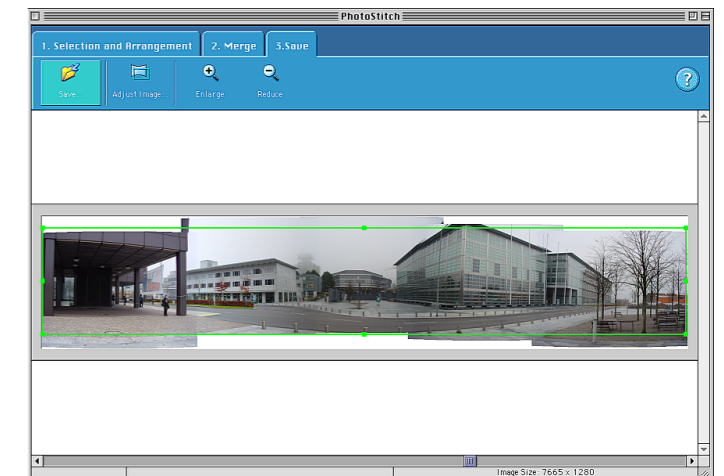 PhotoStitch
1. Selection and Arrangement 2. Merge 3.Save
Save Adjust Image... Enlarge Reduce
?
Image Size: 7665 x 1280